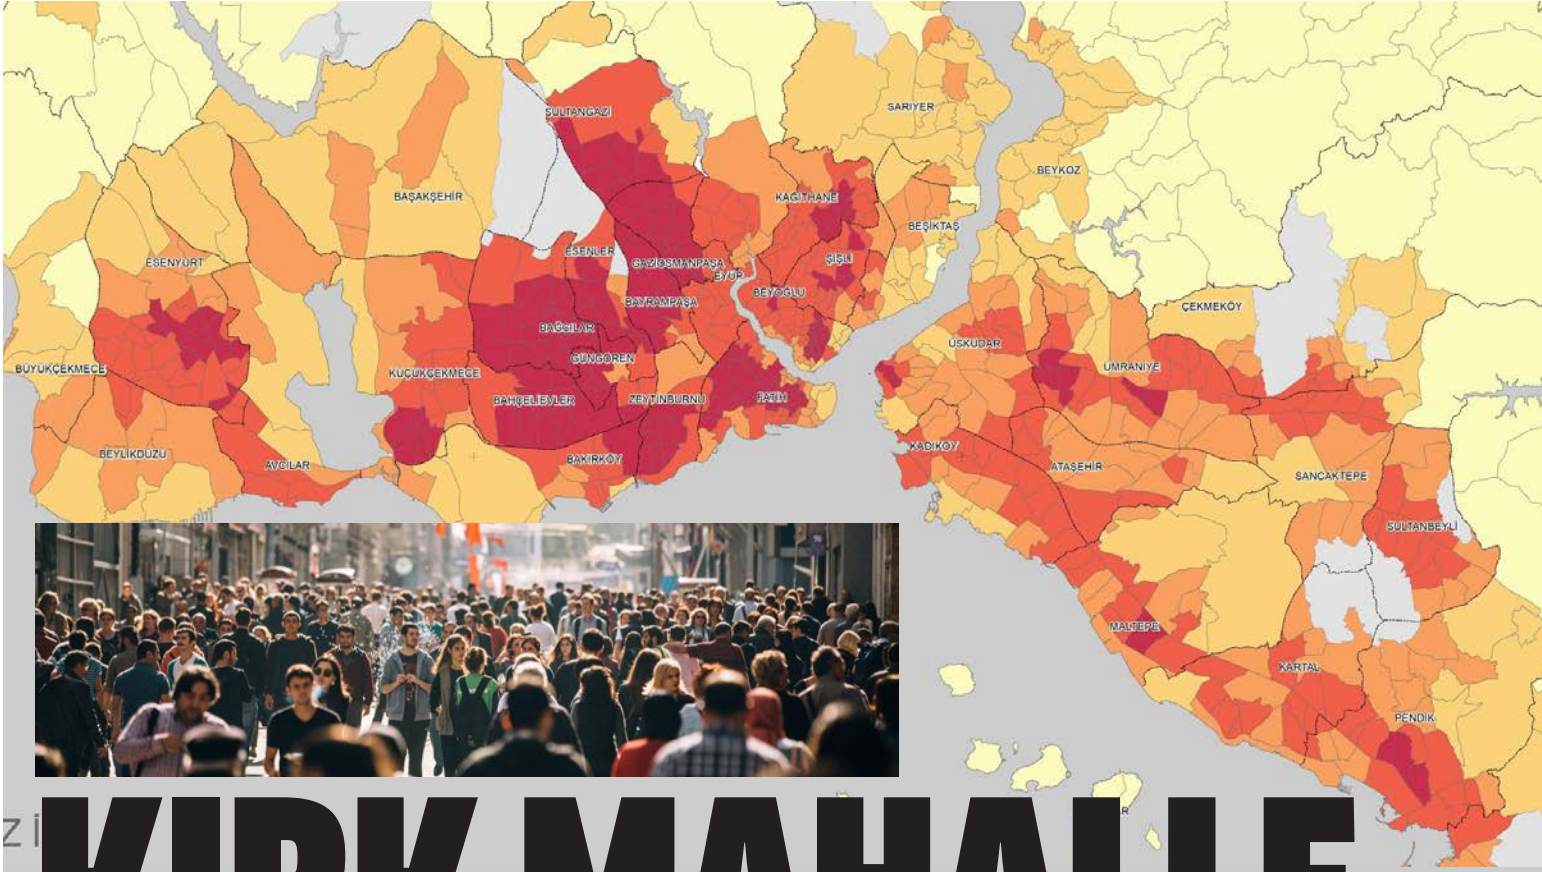 SULTANGAZİ
SARIYER
BEYKOZ
BAŞAKŞEHİR
KAĞITHANE
BEŞİKTAŞ
ESENLER
ESENYURT
GAZİOSMANPAŞA
ŞİŞLİ
EYÜP
BEYOĞLU
BAYRAMPAŞA
ÇEKMEKÖY
BAĞCILAR
ÜSKÜDAR
GÜNGÖREN
ÜMRANİYE
BÜYÜKÇEKMECE
KÜÇÜKÇEKMECE
BAHÇELİEVLER
ZEYTİNBURNU
FATİH
KADIKÖY
BEYLİKDÜZÜ
AVCILAR
BAKIRKÖY
ATAŞEHİR
SANCAKTEPE
SULTANBEYLİ
MALTEPE
KARTAL
PENDİK
Zİ
KIRK MAHALLE